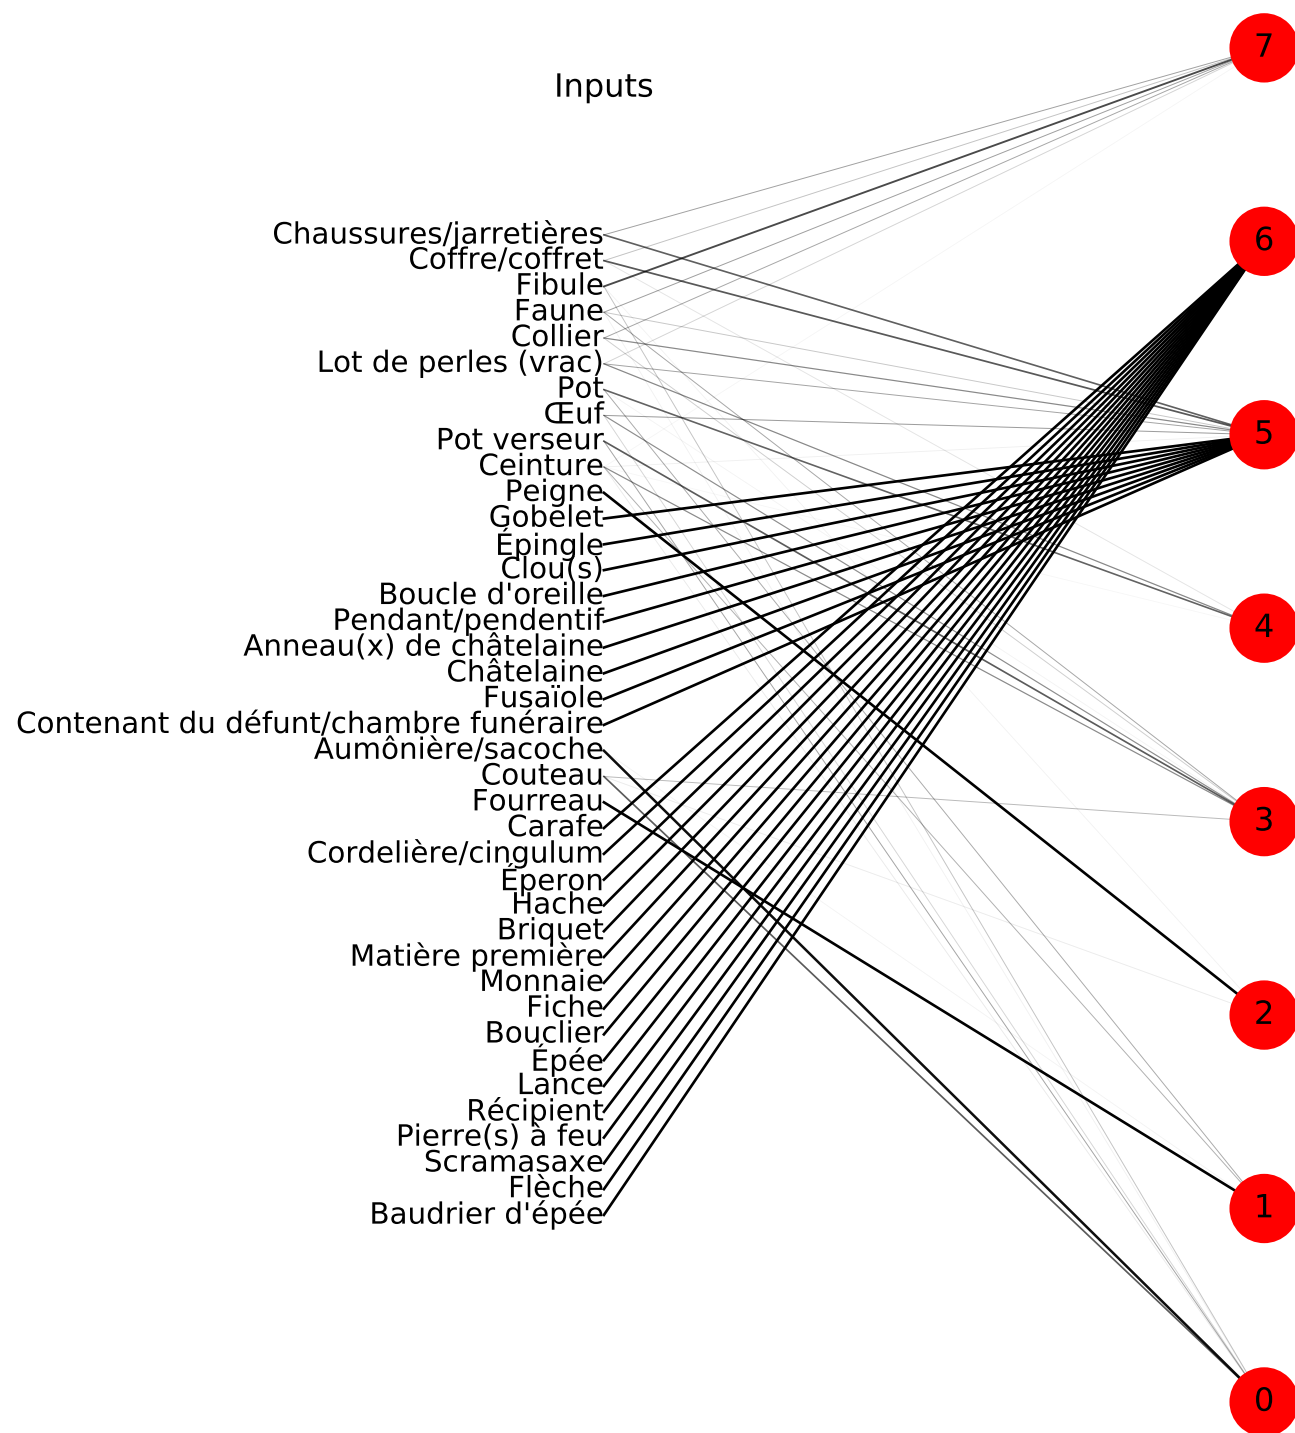 7
Inputs
6
Chaussures/jarretières
Coffre/coffret
Fibule
Faune
Collier
Lot de perles (vrac)
Pot
Œuf
5
Pot verseur
Ceinture
Peigne
Gobelet
Épingle
Clou(s)
Boucle d'oreille
Pendant/pendentif
4
Anneau(x) de châtelaine
Châtelaine
Fusaïole
Contenant du défunt/chambre funéraire
Aumônière/sacoche
Couteau
Fourreau
3
Carafe
Cordelière/cingulum
Éperon
Hache
Briquet
Matière première
Monnaie
Fiche
2
Bouclier
Épée
Lance
Récipient
Pierre(s) à feu
Scramasaxe
Flèche
1
Baudrier d'épée
0